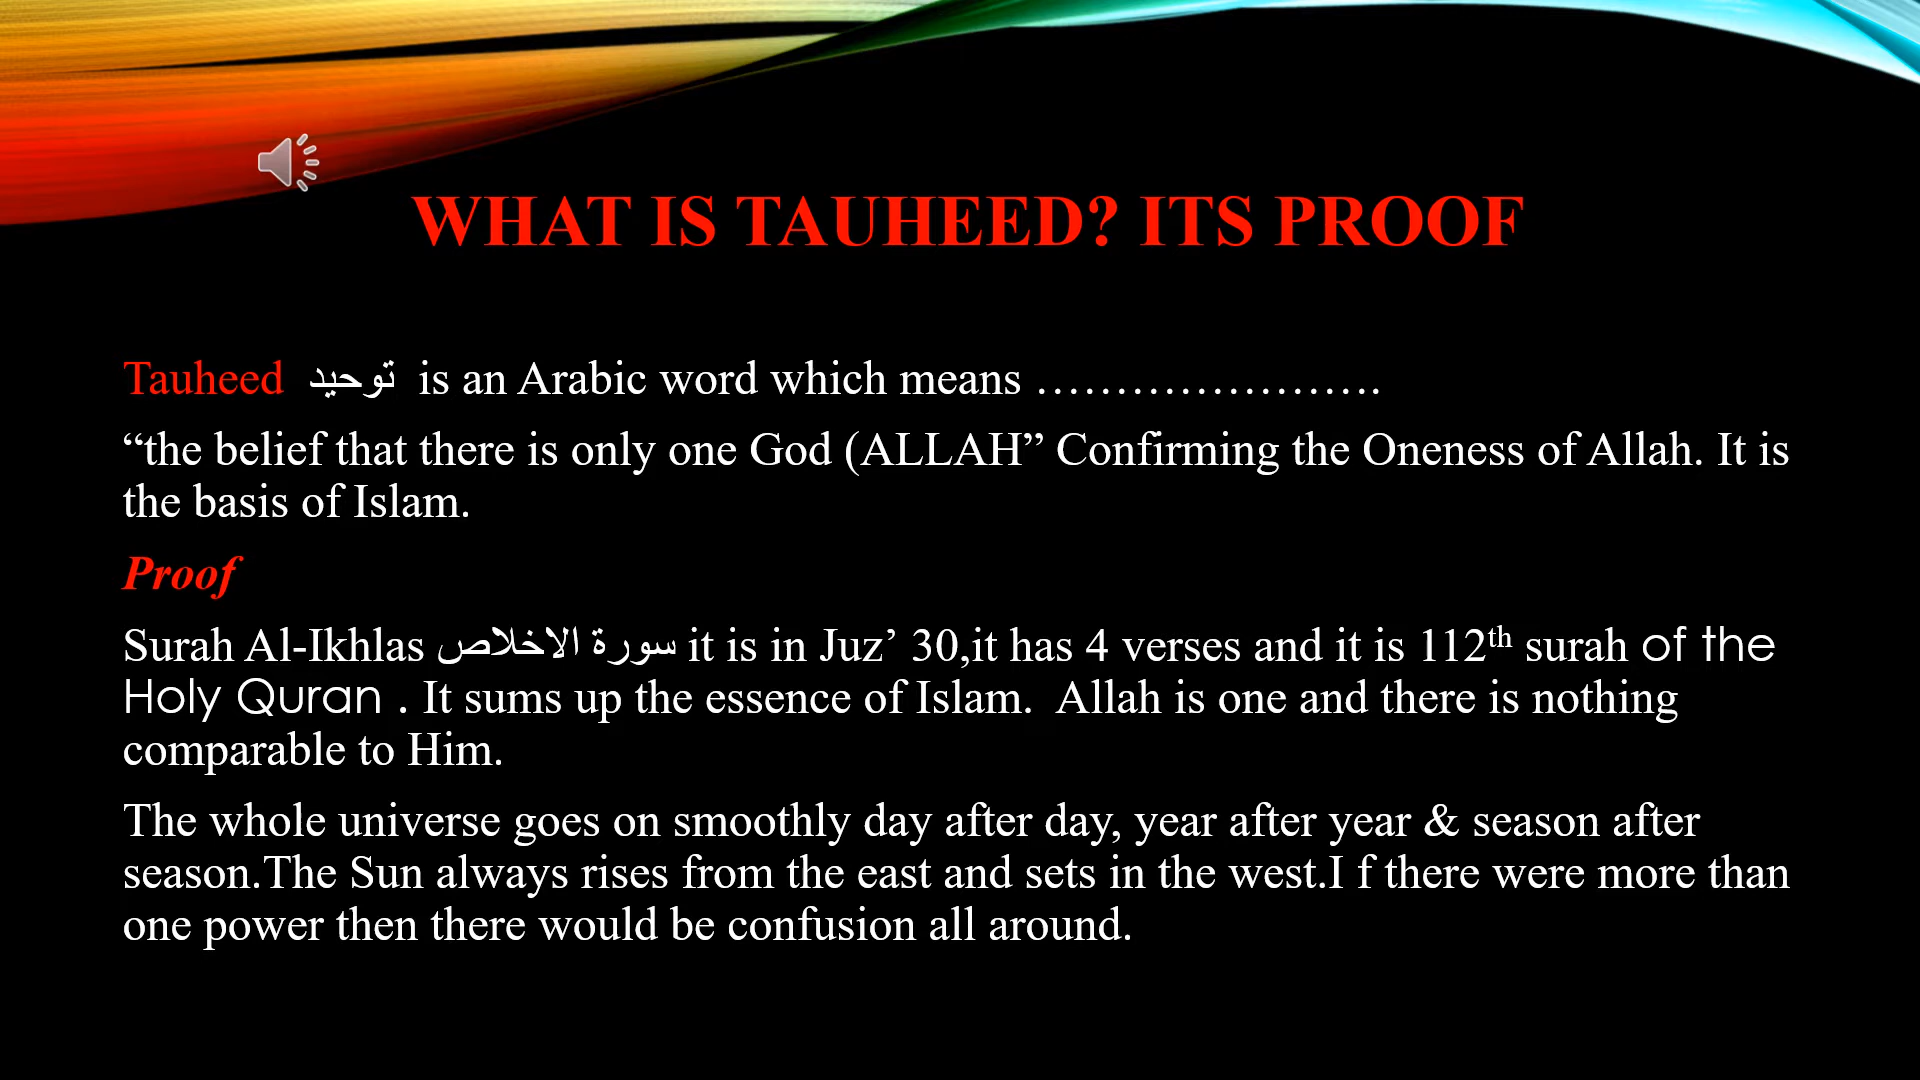 WHAT IS TAUHEED? ITS PROOF
Tauheed توحيد is an Arabic word which means ………………….
“the belief that there is only one God (ALLAH” Confirming the Oneness of Allah. It is
the basis of Islam.
Proof
Surah Al-Ikhlas سورة الاخلاص it is in Juz’ 30,it has 4 verses and it is 112th surah of the
Holy Quran . It sums up the essence of Islam.  Allah is one and there is nothing
comparable to Him.
The whole universe goes on smoothly day after day, year after year & season after
season.The Sun always rises from the east and sets in the west.I f there were more than
one power then there would be confusion all around.